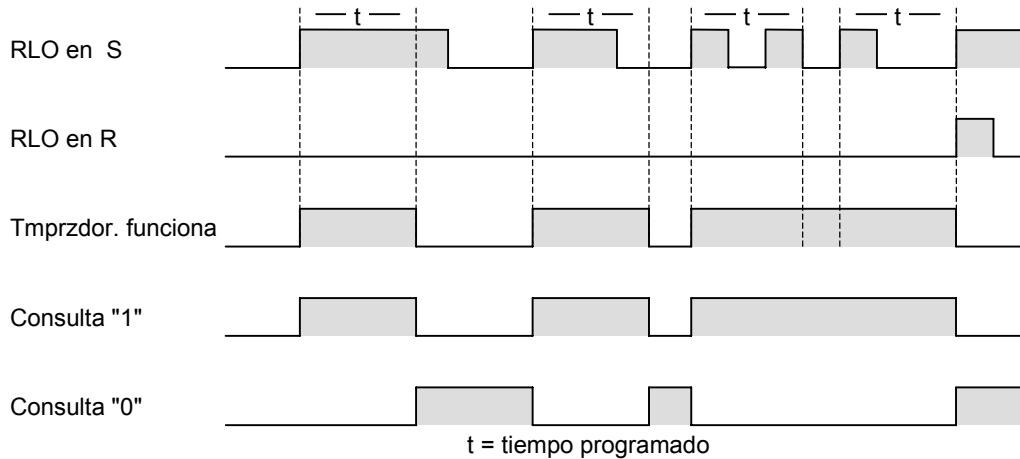 t t t t
RLO en S
RLO en R
Tmprzdor. funciona
Consulta "1"
Consulta "0"
t = tiempo programado